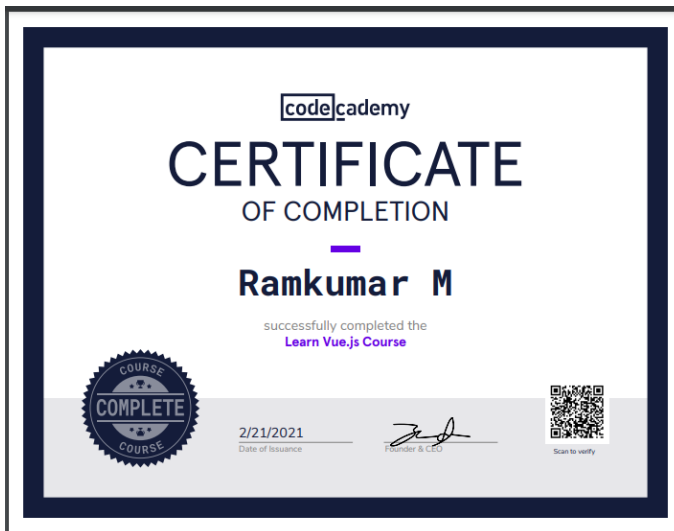 codecademy
CERTIFICATE
OF COMPLETION
Ramkumar M
successfully completed the
Learn Vue.js Course
COURSE
COMPLETE
COURSE
2/21/2021
Date of Issuance
Founder & CEO
Scan to verify